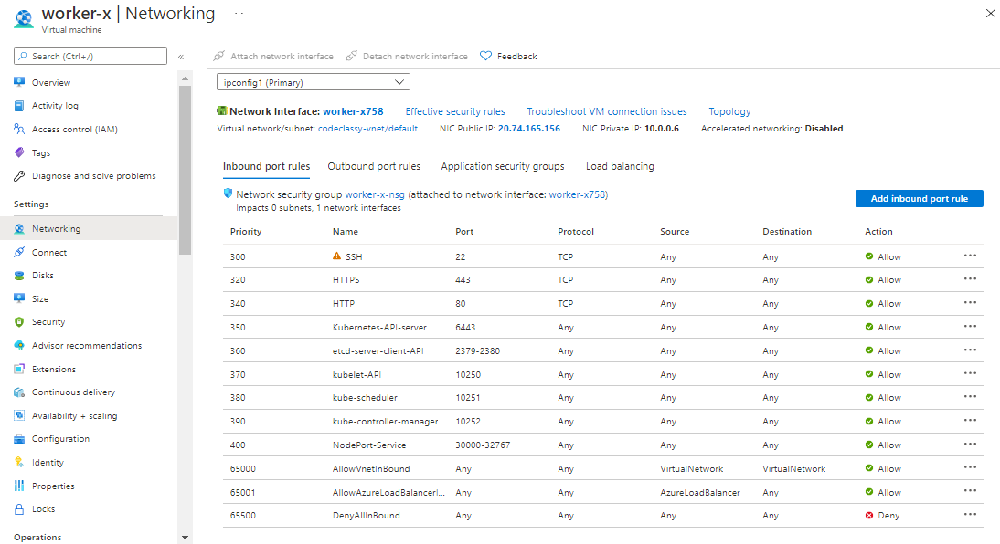 worker-x | Networking ...
Virtual machine
Search (Ctrl+/)
«
Attach network interface Detach network interface Feedback
Overview
Activity log
Access control (IAM)
Tags
Diagnose and solve problems
Settings
Networking
Connect
Disks
Size
Security
Advisor recommendations
Extensions
Continuous delivery
Availability + scaling
Configuration
Identity
Properties
Locks
Operations
ipconfig1 (Primary)
Network Interface: worker-x758 Effective security rules Troubleshoot VM connection issues Topology
Virtual network/subnet: codeclassy-vnet/default NIC Public IP: 20.74.165.156 NIC Private IP: 10.0.0.6 Accelerated networking: Disabled
Inbound port rules Outbound port rules Application security groups Load balancing
Network security group worker-x-nsg (attached to network interface: worker-x758)
Impacts 0 subnets, 1 network interfaces
Add inbound port rule
Priority Name Port Protocol Source Destination Action
300 SSH 22 TCP Any Any Allow ...
320 HTTPS 443 TCP Any Any Allow ...
340 HTTP 80 TCP Any Any Allow ...
350 Kubernetes-API-server 6443 Any Any Any Allow ...
360 etcd-server-client-API 2379-2380 Any Any Any Allow ...
370 kubelet-API 10250 Any Any Any Allow ...
380 kube-scheduler 10251 Any Any Any Allow ...
390 kube-controller-manager 10252 Any Any Any Allow ...
400 NodePort-Service 30000-32767 Any Any Any Allow ...
65000 AllowVnetInBound Any Any VirtualNetwork VirtualNetwork Allow ...
65001 AllowAzureLoadBalancerI... Any Any AzureLoadBalancer Any Allow ...
65500 DenyAllInBound Any Any Any Any Deny ...